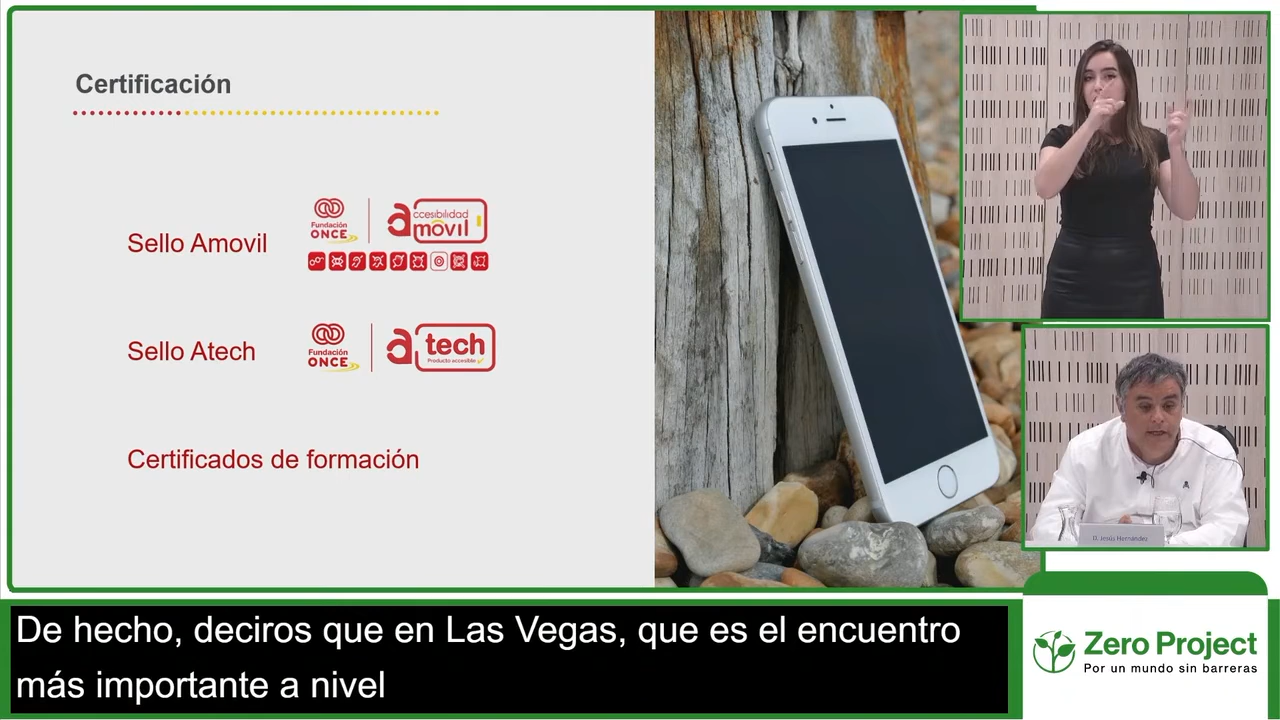 Certificación
Sello Amovil
Fundación
ONCE
accesibilidad
movil
Sello Atech
Fundación
ONCE
a tech
Producto accesible
Certificados de formación
D. Jesús Hernández
De hecho, deciros que en Las Vegas, que es el encuentro
más importante a nivel
Zero Project
Por un mundo sin barreras